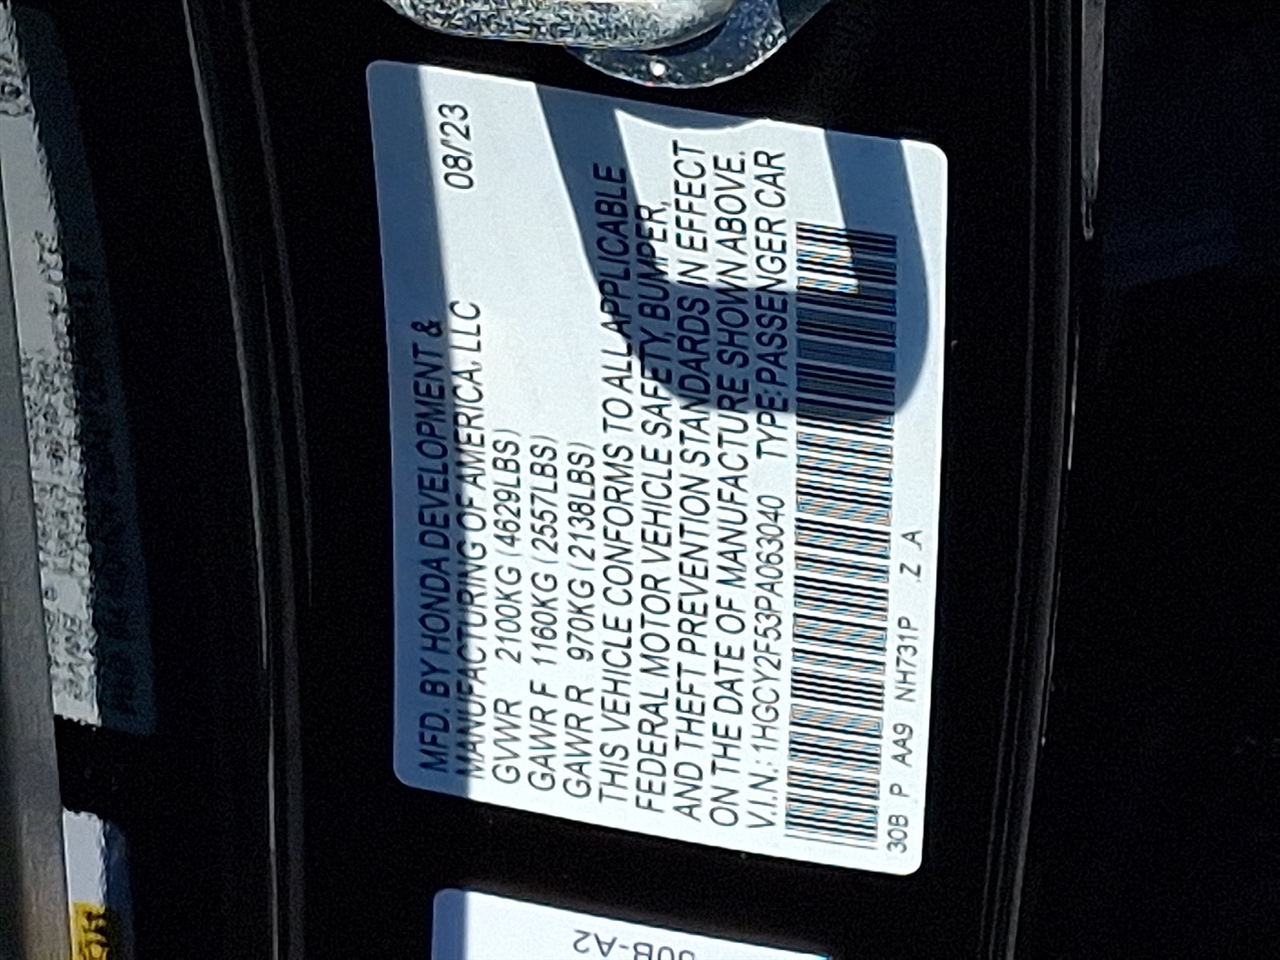 MFD. BY HONDA DEVELOPMENT &
MANUFACTURING OF AMERICA, LLC 08/'23
GVWR 2100KG (4629LBS)
GAWR F 1160KG (2557LBS)
GAWR R 970KG (2138LBS)
THIS VEHICLE CONFORMS TO ALL APPLICABLE
FEDERAL MOTOR VEHICLE SAFETY, BUMPER,
AND THEFT PREVENTION STANDARDS IN EFFECT
ON THE DATE OF MANUFACTURE SHOWN ABOVE.
V.I.N.: 1HGCY2F53PA063040 TYPE: PASSENGER CAR
30B P AA9 NH731P .Z .A
30B-A2